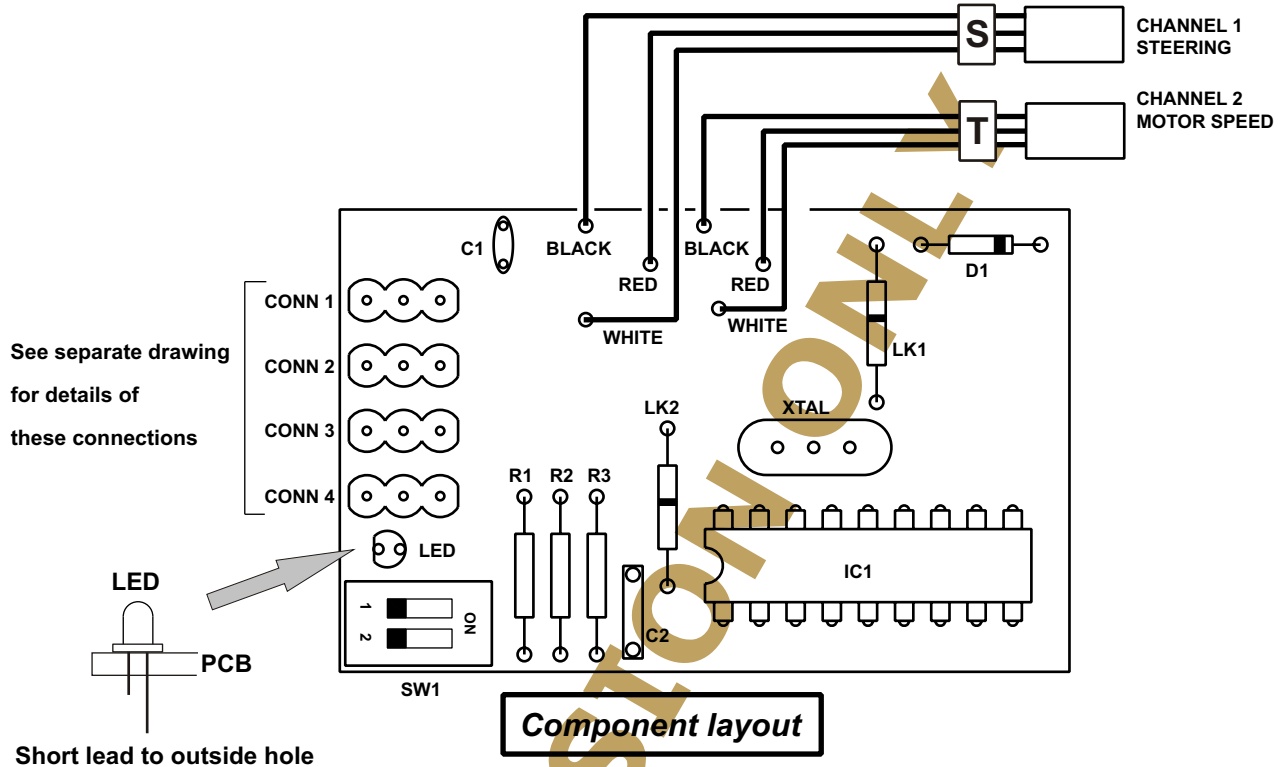 S
CHANNEL 1
STEERING
T
CHANNEL 2
MOTOR SPEED
C1
BLACK
BLACK
D1
RED
RED
CONN 1
WHITE
WHITE
LK1
See separate drawing
for details of
these connections
CONN 2
CONN 3
CONN 4
LK2
XTAL
R1 R2 R3
LED
IC1
1
2
ON
C2
SW1
LED
PCB
Short lead to outside hole
Component layout
STON ONL